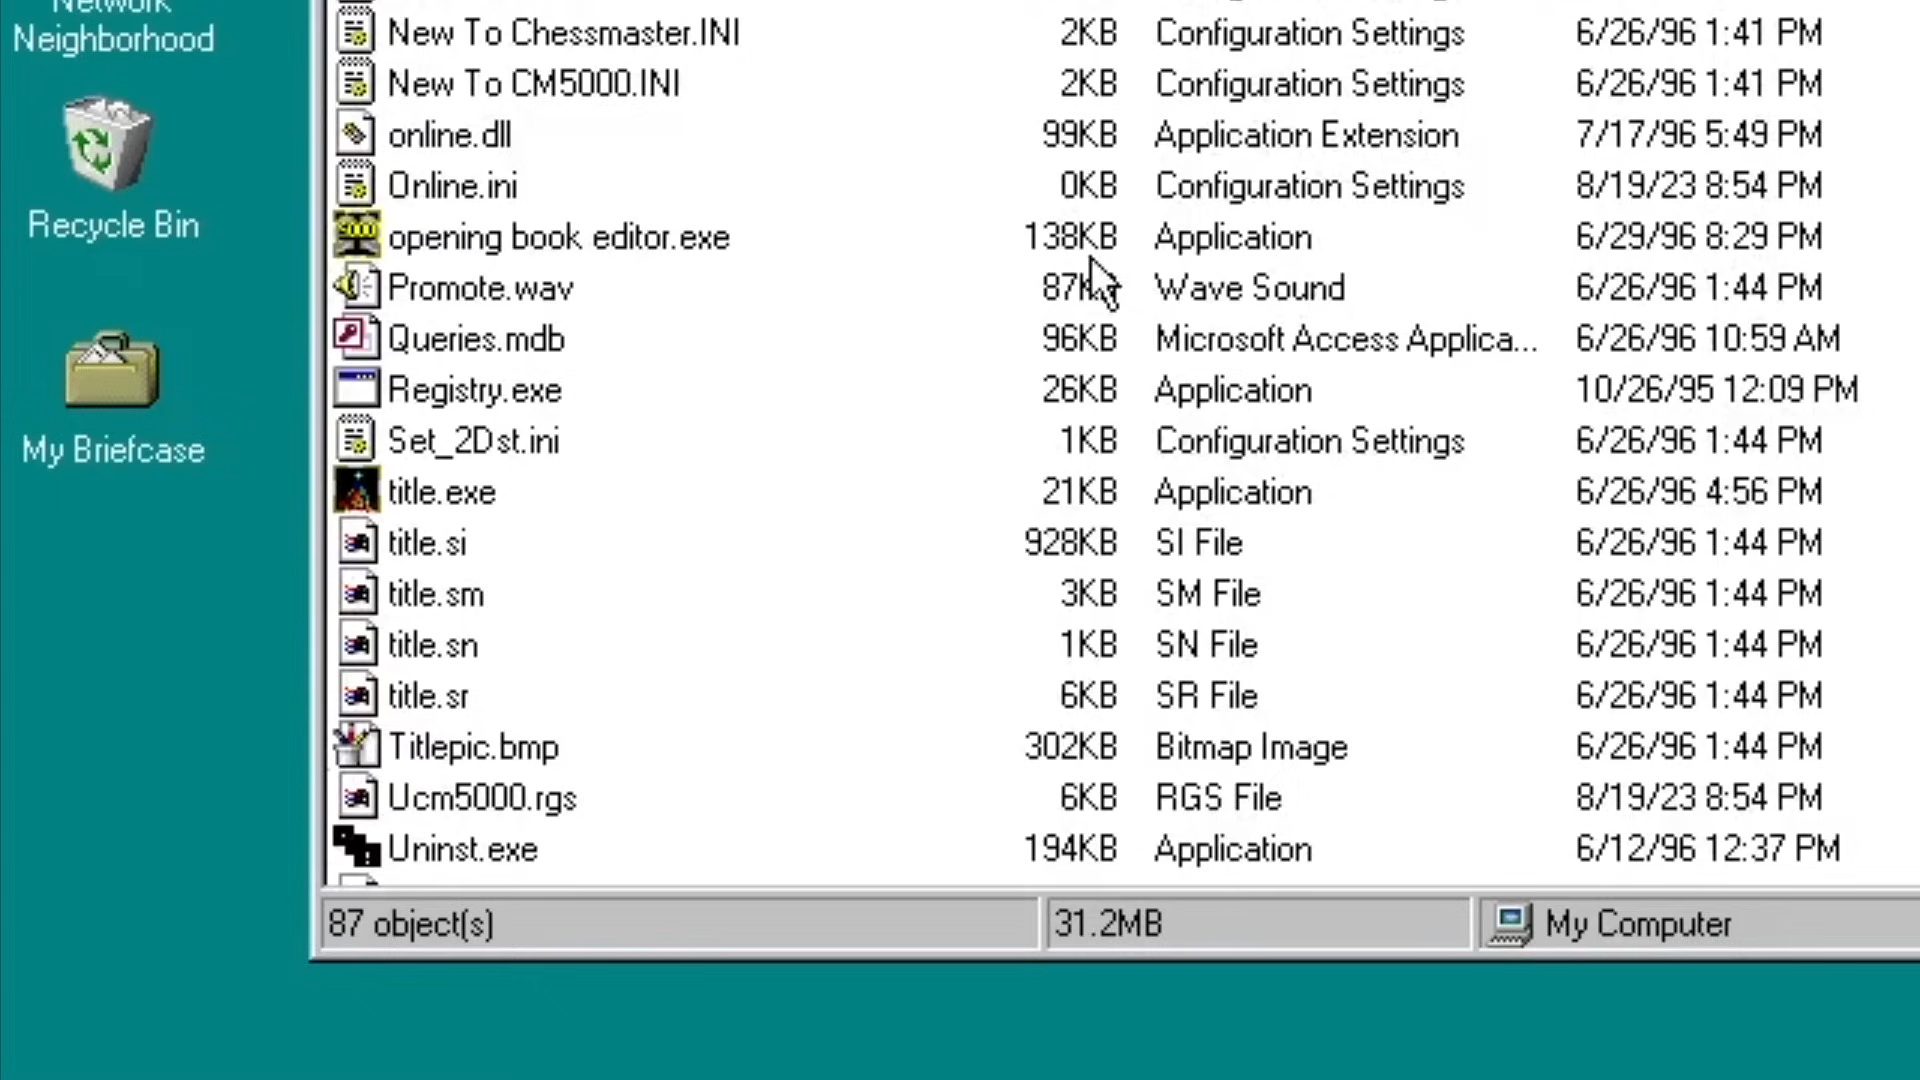 Network
Neighborhood
Recycle Bin
My Briefcase
New To Chessmaster.INI 2KB Configuration Settings 6/26/96 1:41 PM
New To CM5000.INI 2KB Configuration Settings 6/26/96 1:41 PM
online.dll 99KB Application Extension 7/17/96 5:49 PM
Online.ini 0KB Configuration Settings 8/19/23 8:54 PM
opening book editor.exe 138KB Application 6/29/96 8:29 PM
Promote.wav 87KB Wave Sound 6/26/96 1:44 PM
Queries.mdb 96KB Microsoft Access Applica... 6/26/96 10:59 AM
Registry.exe 26KB Application 10/26/95 12:09 PM
Set_2Dst.ini 1KB Configuration Settings 6/26/96 1:44 PM
title.exe 21KB Application 6/26/96 4:56 PM
title.si 928KB SI File 6/26/96 1:44 PM
title.sm 3KB SM File 6/26/96 1:44 PM
title.sn 1KB SN File 6/26/96 1:44 PM
title.sr 6KB SR File 6/26/96 1:44 PM
Titlepic.bmp 302KB Bitmap Image 6/26/96 1:44 PM
Ucm5000.rgs 6KB RGS File 8/19/23 8:54 PM
Uninst.exe 194KB Application 6/12/96 12:37 PM
87 object(s) 31.2MB My Computer